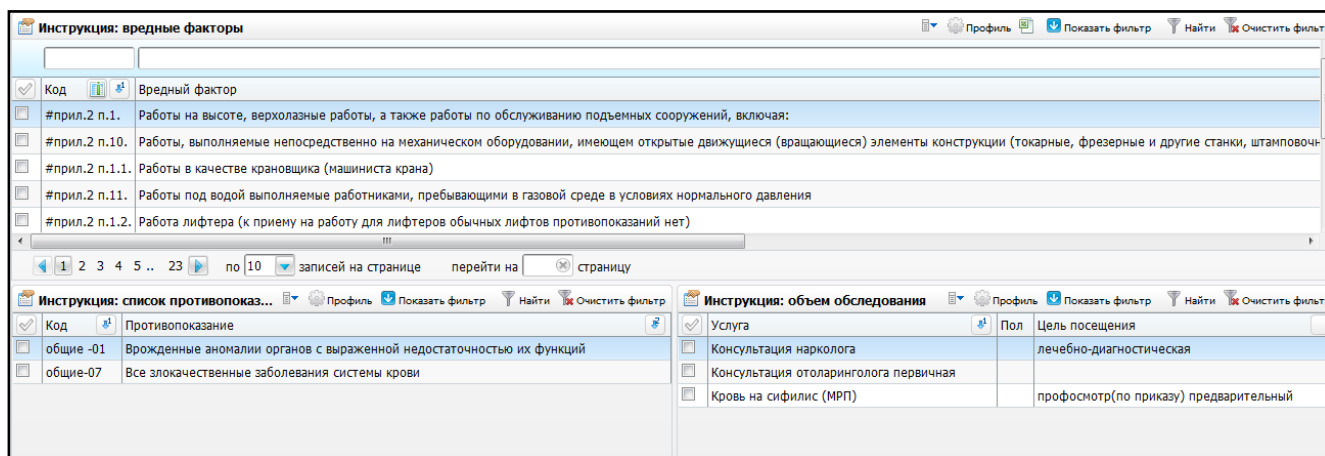 Инструкция: вредные факторы Профиль Показать фильтр Найти Очистить фильт
Код Вредный фактор
#прил.2 п.1. Работы на высоте, верхолазные работы, а также работы по обслуживанию подъемных сооружений, включая:
#прил.2 п.10. Работы, выполняемые непосредственно на механическом оборудовании, имеющем открытые движущиеся (вращающиеся) элементы конструкции (токарные, фрезерные и другие станки, штамповочн
#прил.2 п.1.1. Работы в качестве крановщика (машиниста крана)
#прил.2 п.11. Работы под водой выполняемые работниками, пребывающими в газовой среде в условиях нормального давления
#прил.2 п.1.2. Работа лифтера (к приему на работу для лифтеров обычных лифтов противопоказаний нет)
1 2 3 4 5 .. 23 по 10 записей на странице перейти на страницу
Инструкция: список противопоказ... Профиль Показать фильтр Найти Очистить фильтр
Код Противопоказание
общие -01 Врожденные аномалии органов с выраженной недостаточностью их функций
общие-07 Все злокачественные заболевания системы крови
Инструкция: объем обследования Профиль Показать фильтр Найти Очистить фильт
Услуга Пол Цель посещения
Консультация нарколога лечебно-диагностическая
Консультация отоларинголога первичная
Кровь на сифилис (МРП) профосмотр(по приказу) предварительный